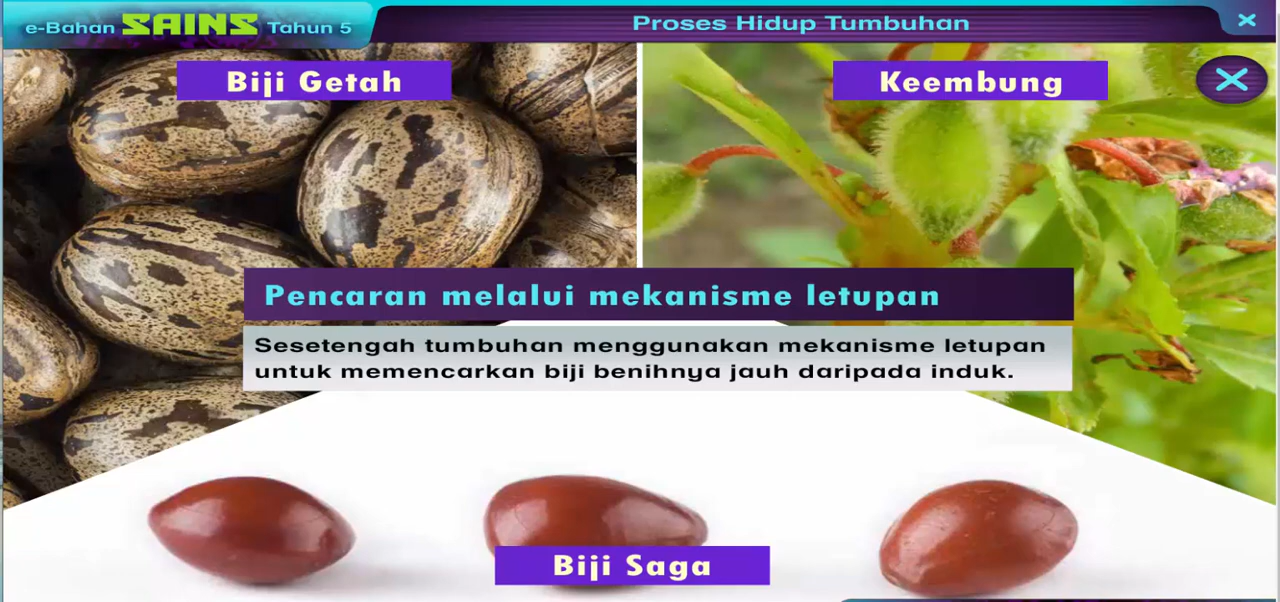 e-Bahan SAINS Tahun 5
Proses Hidup Tumbuhan
Biji Getah
Keembung
Pencaran melalui mekanisme letupan
Sesetengah tumbuhan menggunakan mekanisme letupan
untuk memencarkan biji benihnya jauh daripada induk.
Biji Saga